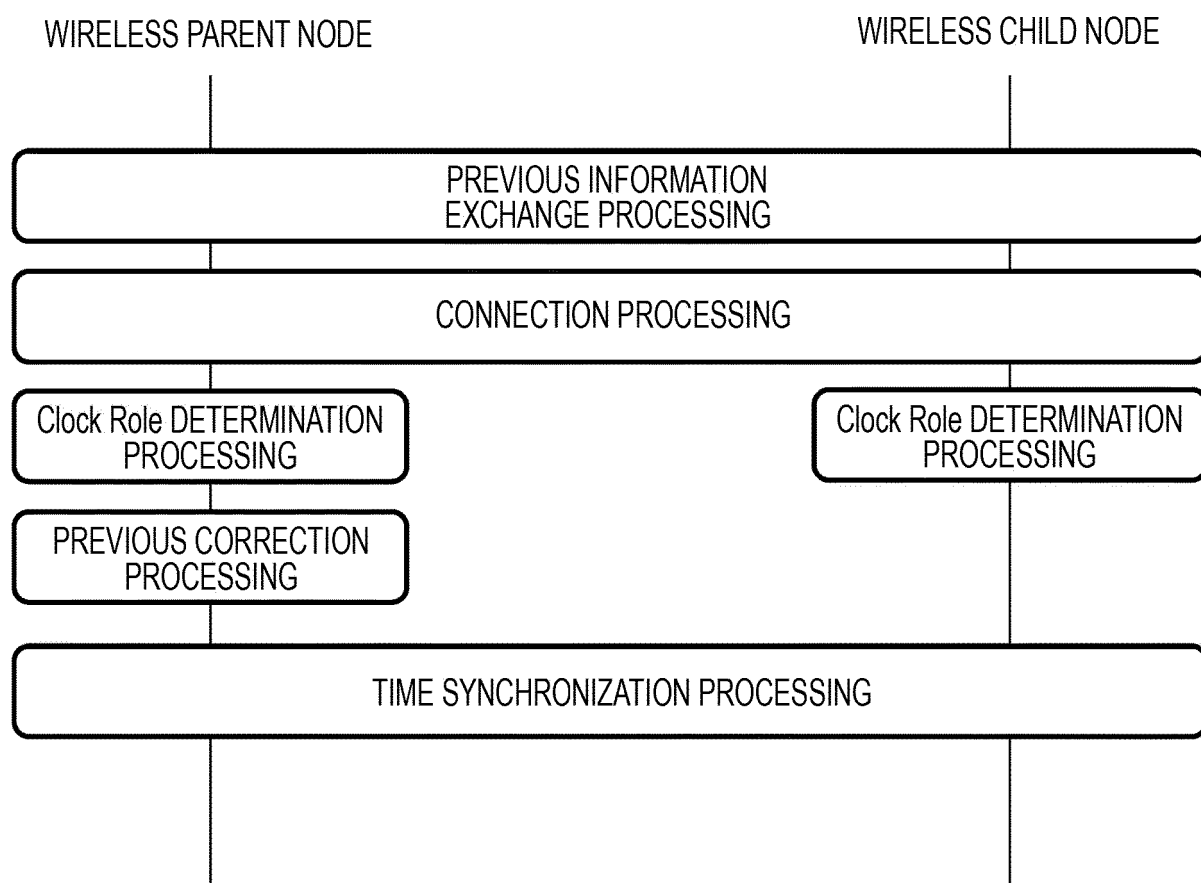 WIRELESS PARENT NODE
WIRELESS CHILD NODE
PREVIOUS INFORMATION
EXCHANGE PROCESSING
CONNECTION PROCESSING
Clock Role DETERMINATION
PROCESSING
Clock Role DETERMINATION
PROCESSING
PREVIOUS CORRECTION
PROCESSING
TIME SYNCHRONIZATION PROCESSING